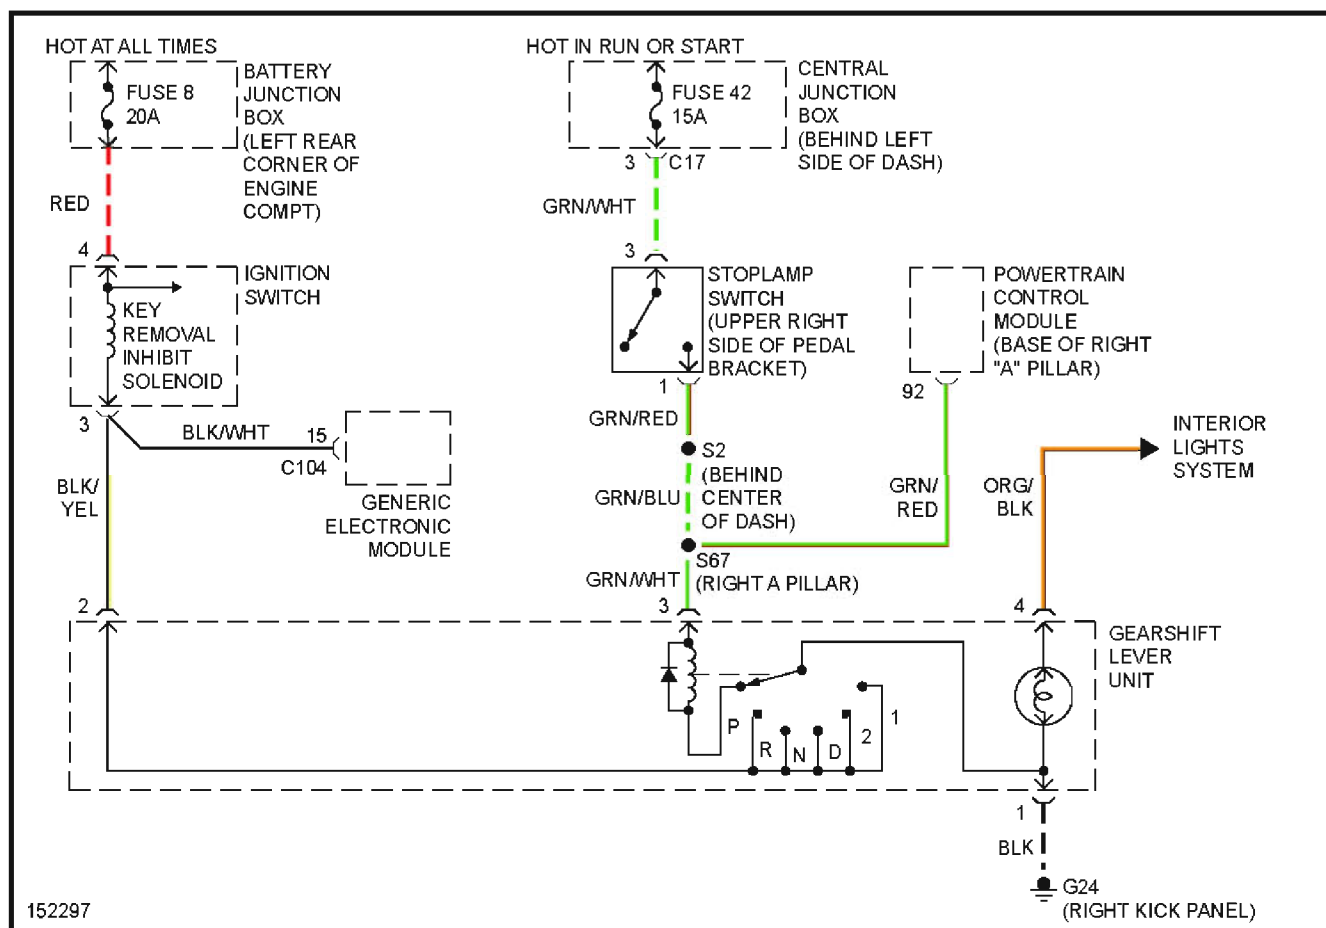 HOT AT ALL TIMES
FUSE 8
20A
BATTERY
JUNCTION
BOX
(LEFT REAR
CORNER OF
ENGINE
COMPT)
RED
4
IGNITION
SWITCH
KEY
REMOVAL
INHIBIT
SOLENOID
3
BLK/WHT
15
C104
GENERIC
ELECTRONIC
MODULE
BLK/
YEL
2
HOT IN RUN OR START
FUSE 42
15A
CENTRAL
JUNCTION
BOX
(BEHIND LEFT
SIDE OF DASH)
3
C17
GRN/WHT
3
STOPLAMP
SWITCH
(UPPER RIGHT
SIDE OF PEDAL
BRACKET)
1
GRN/RED
S2
(BEHIND
CENTER
OF DASH)
GRN/BLU
S67
(RIGHT A PILLAR)
GRN/WHT
3
POWERTRAIN
CONTROL
MODULE
(BASE OF RIGHT
"A" PILLAR)
92
GRN/
RED
ORG/
BLK
INTERIOR
LIGHTS
SYSTEM
4
GEARSHIFT
LEVER
UNIT
P
R
N
D
2
1
1
BLK
G24
(RIGHT KICK PANEL)
152297